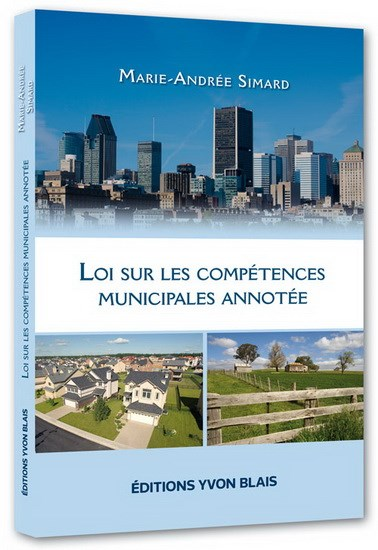 MARIE-ANDRÉE SIMARD
LOI SUR LES COMPÉTENCES
MUNICIPALES ANNOTÉE
ÉDITIONS YVON BLAIS
MARIE-ANDRÉE
SIMARD
LOI SUR LES COMPÉTENCES MUNICIPALES ANNOTÉE
ÉDITIONS YVON BLAIS